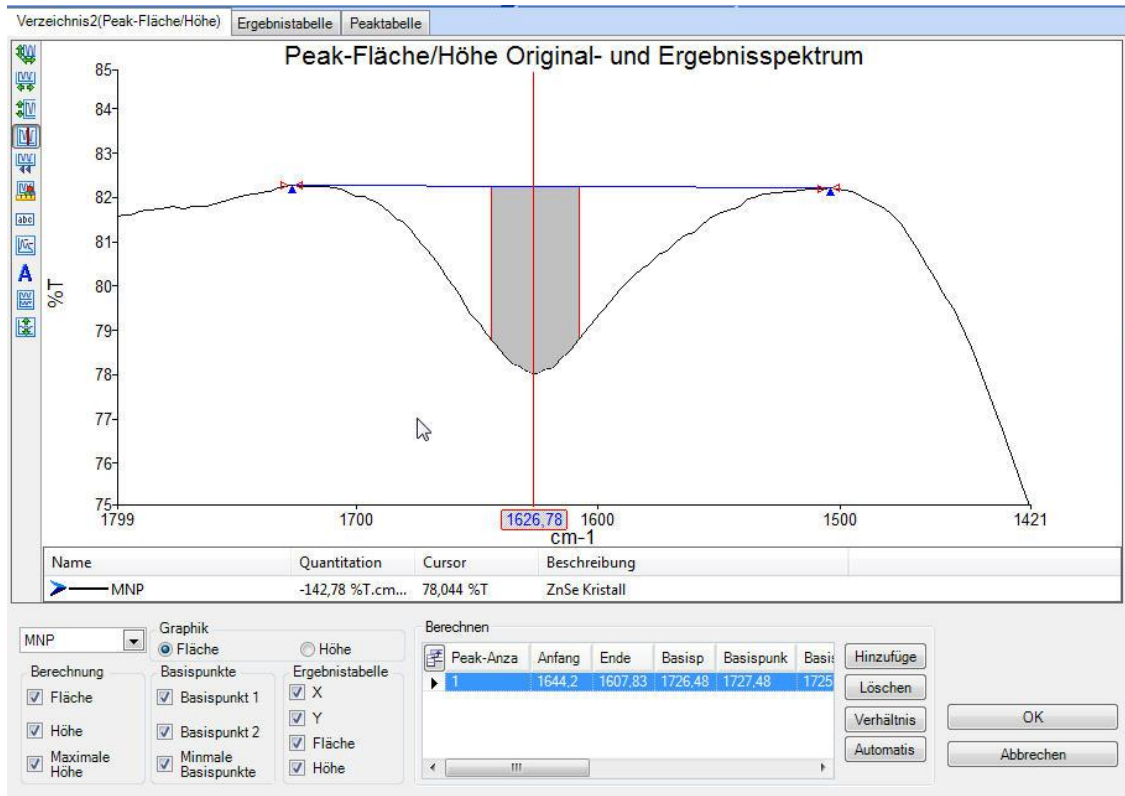 Verzeichnis2(Peak-Fläche/Höhe) Ergebnistabelle Peaktabelle
Peak-Fläche/Höhe Original- und Ergebnisspektrum
85
84
83
82
81
80
79
78
77
76
75
%T
abc
A
1799 1700 1626,78 1600 1500 1421
cm-1
Name Quantitation Cursor Beschreibung
MNP -142,78 %T.cm... 78,044 %T ZnSe Kristall
MNP
Graphik
Fläche Höhe
Berechnung
Fläche
Höhe
Maximale
Höhe
Basispunkte
Basispunkt 1
Basispunkt 2
Minmale
Basispunkte
Ergebnistabelle
X
Y
Fläche
Höhe
Berechnen
Peak-Anza Anfang Ende Basisp Basispunk Basis
1 1644,2 1607,83 1726,48 1727,48 1725
Hinzufüge
Löschen
Verhältnis
Automatis
OK
Abbrechen